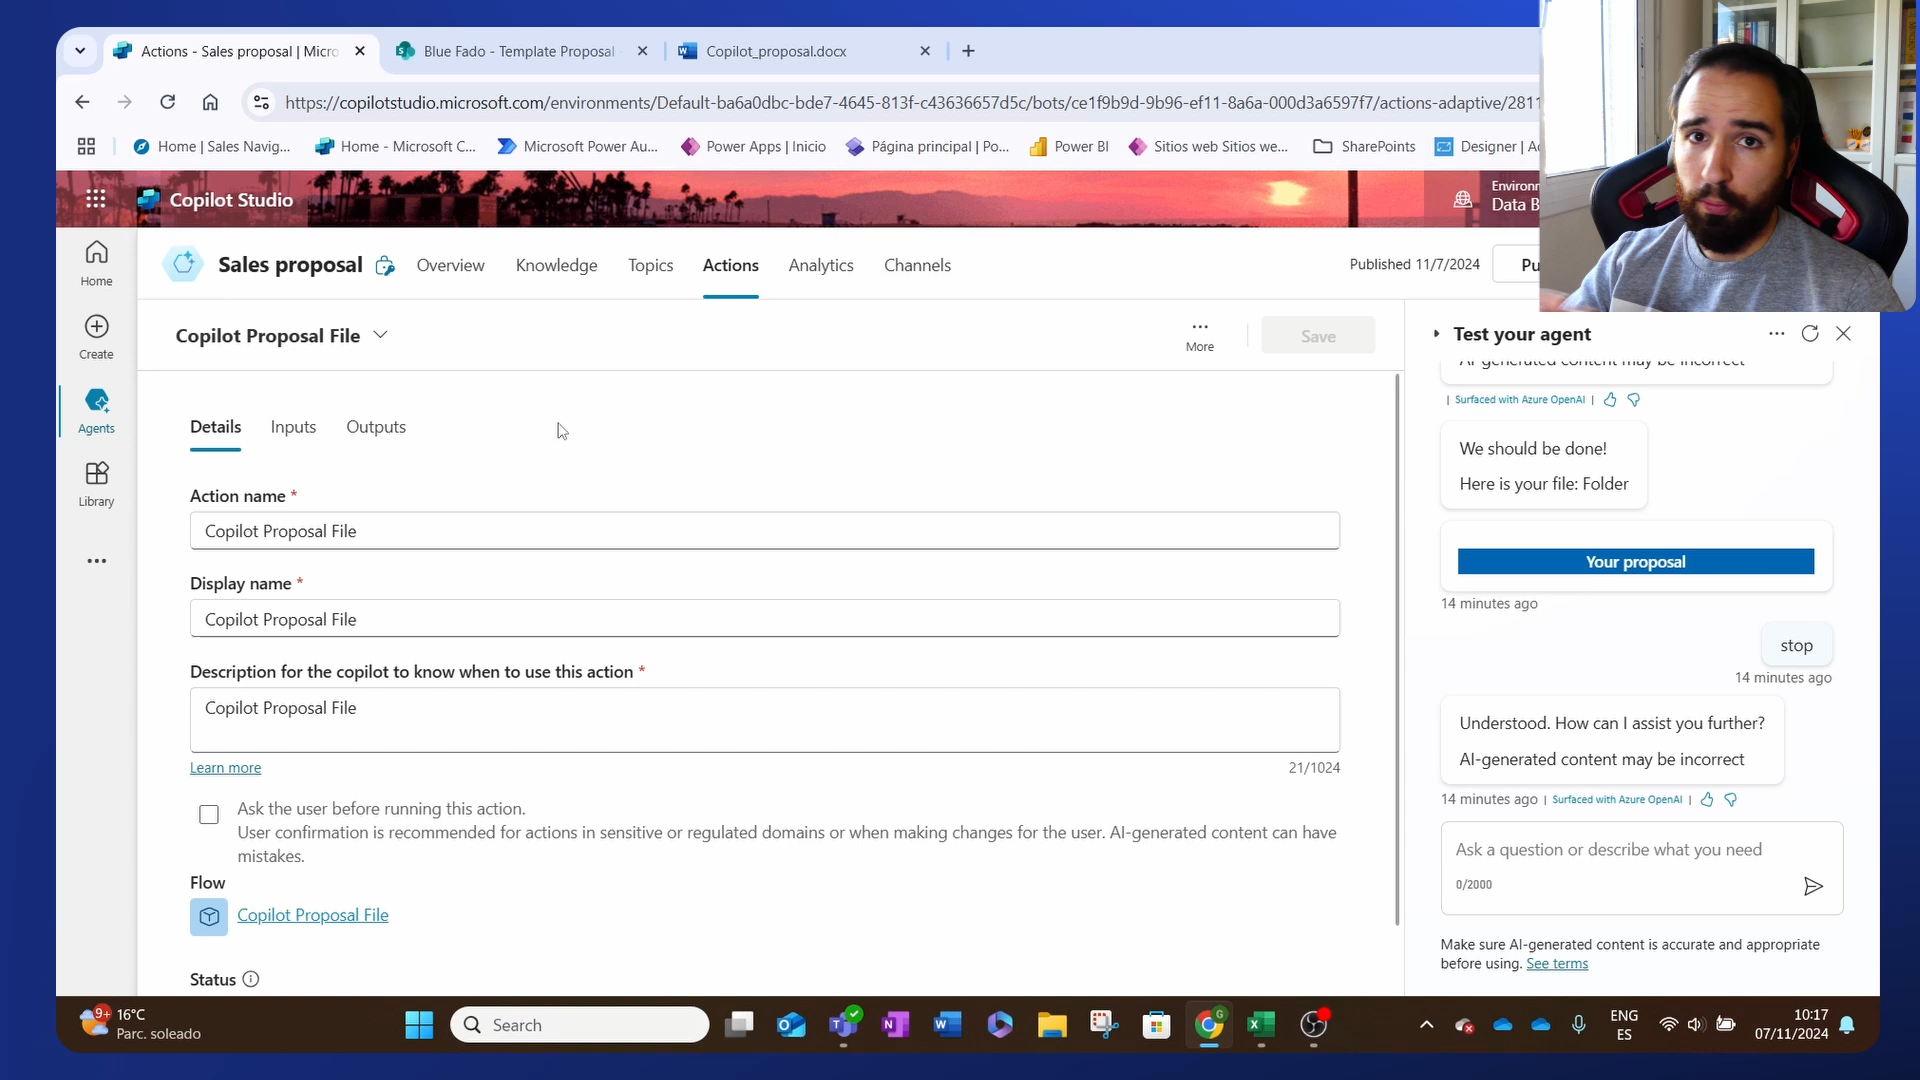 Actions - Sales proposal | Micro
Blue Fado - Template Proposal
Copilot_proposal.docx
https://copilotstudio.microsoft.com/environments/Default-ba6a0dbc-bde7-4645-813f-c43636657d5c/bots/ce1f9b9d-9b96-ef11-8a6a-000d3a6597f7/actions-adaptive/2811
Home | Sales Navig...
Home - Microsoft C...
Microsoft Power Au...
Power Apps | Inicio
Página principal | Po...
Power BI
Sitios web Sitios we...
SharePoints
Designer | Ac
Copilot Studio
Environm
Data B
Home
Create
Agents
Library
Sales proposal
Overview
Knowledge
Topics
Actions
Analytics
Channels
Published 11/7/2024
Pu
Copilot Proposal File
More
Save
Details
Inputs
Outputs
Action name *
Copilot Proposal File
Display name *
Copilot Proposal File
Description for the copilot to know when to use this action *
Copilot Proposal File
Learn more
21/1024
Ask the user before running this action.
User confirmation is recommended for actions in sensitive or regulated domains or when making changes for the user. AI-generated content can have
mistakes.
Flow
Copilot Proposal File
Status
Test your agent
AI-generated content may be incorrect
| Surfaced with Azure OpenAI |
We should be done!
Here is your file: Folder
Your proposal
14 minutes ago
stop
14 minutes ago
Understood. How can I assist you further?
AI-generated content may be incorrect
14 minutes ago | Surfaced with Azure OpenAI |
Ask a question or describe what you need
0/2000
Make sure AI-generated content is accurate and appropriate
before using. See terms
9+
16°C
Parc. soleado
Search
ENG
ES
10:17
07/11/2024